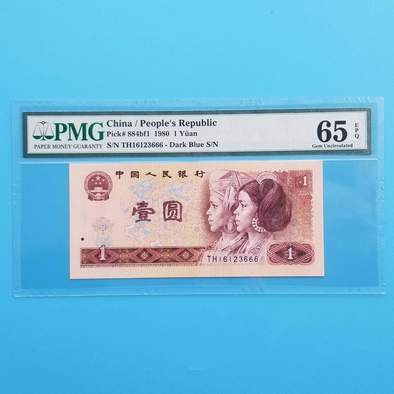 PMG
PAPER MONEY GUARANTY
China / People's Republic
Pick# 884bf1 1980 1 Yüan
S/N TH16123666 - Dark Blue S/N
65 EPQ
Gem Uncirculated
中国人民银行
1
壹圆
1
TH16123666
1